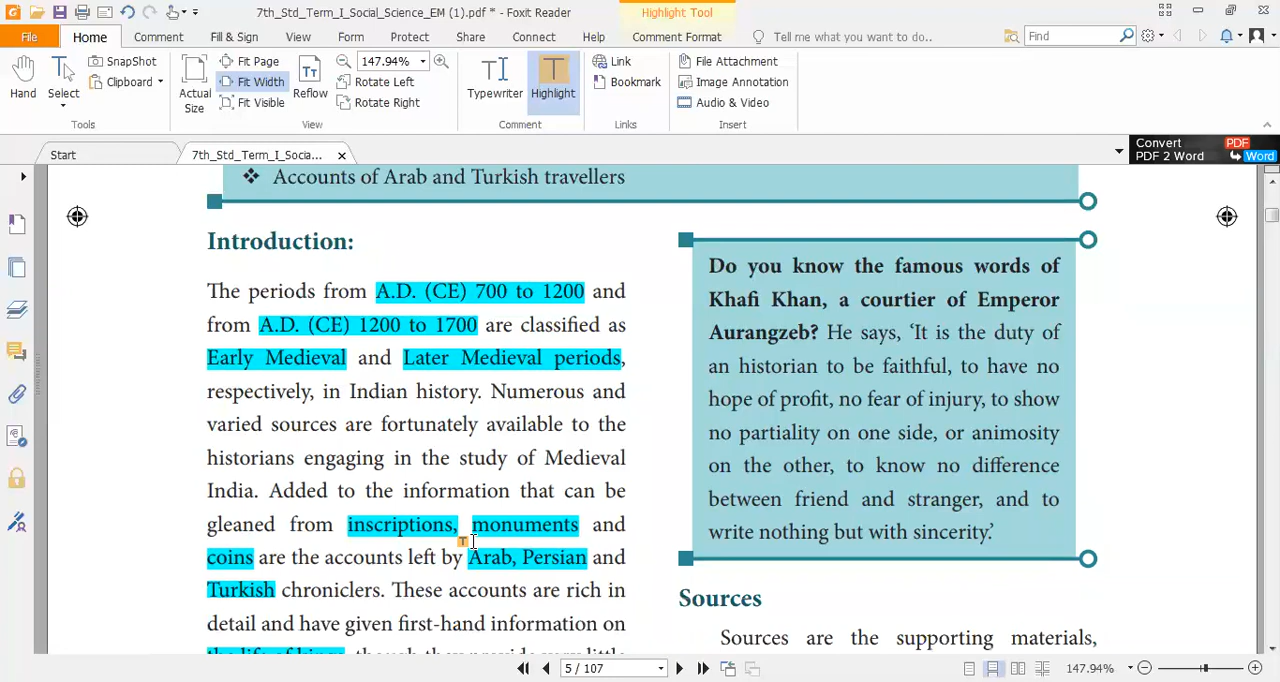 7th_Std_Term_I_Social_Science_EM (1).pdf * - Foxit Reader
Highlight Tool
File
Home
Comment
Fill & Sign
View
Form
Protect
Share
Connect
Help
Comment Format
Tell me what you want to do..
Find
Hand
Select
SnapShot
Clipboard
Actual Size
Fit Page
Fit Width
Fit Visible
Reflow
147.94%
Rotate Left
Rotate Right
Typewriter
Highlight
Link
Bookmark
File Attachment
Image Annotation
Audio & Video
Tools
View
Comment
Links
Insert
Start
7th_Std_Term_I_Socia...
Convert PDF
PDF 2 Word Word
❖ Accounts of Arab and Turkish travellers
Introduction:
The periods from A.D. (CE) 700 to 1200 and
from A.D. (CE) 1200 to 1700 are classified as
Early Medieval and Later Medieval periods,
respectively, in Indian history. Numerous and
varied sources are fortunately available to the
historians engaging in the study of Medieval
India. Added to the information that can be
gleaned from inscriptions, monuments and
coins are the accounts left by Arab, Persian and
Turkish chroniclers. These accounts are rich in
detail and have given first-hand information on
the life of kings, though they provide very little
Do you know the famous words of
Khafi Khan, a courtier of Emperor
Aurangzeb? He says, ‘It is the duty of
an historian to be faithful, to have no
hope of profit, no fear of injury, to show
no partiality on one side, or animosity
on the other, to know no difference
between friend and stranger, and to
write nothing but with sincerity.’
Sources
Sources are the supporting materials,
5 / 107
147.94%